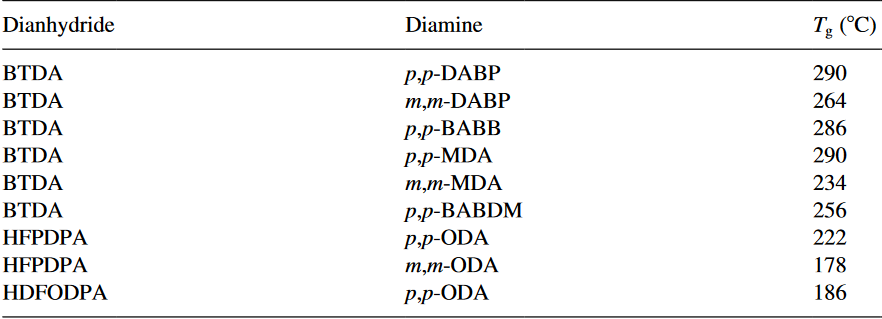 Dianhydride Diamine Tg (°C)
BTDA p,p-DABP 290
BTDA m,m-DABP 264
BTDA p,p-BABB 286
BTDA p,p-MDA 290
BTDA m,m-MDA 234
BTDA p,p-BABDM 256
HFPDPA p,p-ODA 222
HFPDPA m,m-ODA 178
HDFODPA p,p-ODA 186